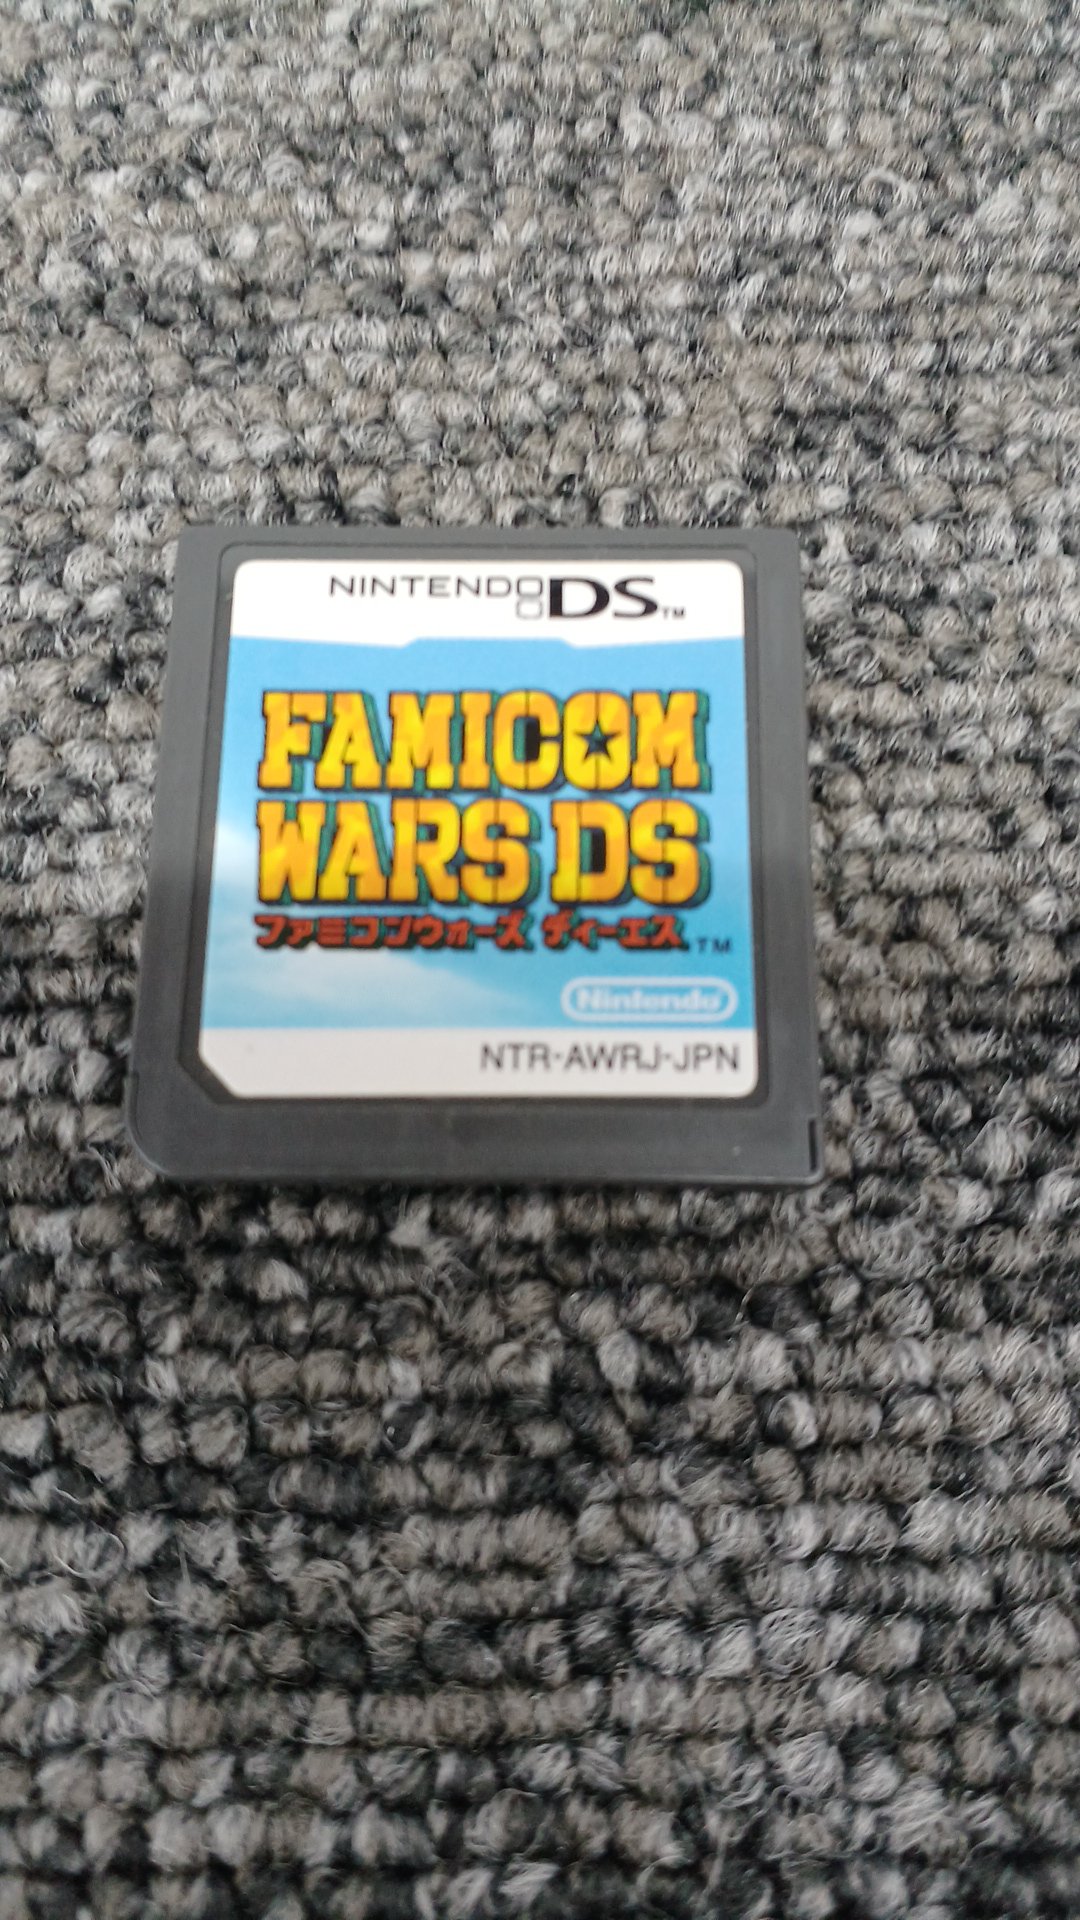 NINTENDO DS™
FAMICOM
WARS DS
ファミコンウォーズ ディーエス™
Nintendo®
NTR-AWRJ-JPN